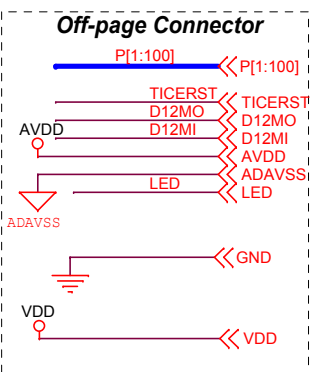 Off-page Connector
P[1:100]
P[1:100]
TICERST
TICERST
D12MO
D12MO
AVDD
D12MI
D12MI
AVDD
ADAVSS
LED
LED
ADAVSS
GND
VDD
VDD